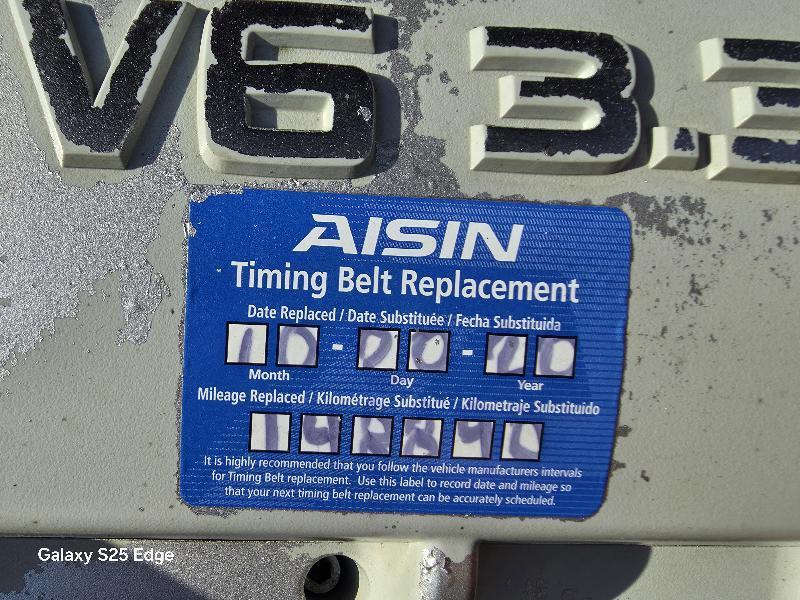 V6 3.3
AISIN
Timing Belt Replacement
Date Replaced / Date Substituée / Fecha Substituida
10 - 20 - 20
Month Day Year
Mileage Replaced / Kilométrage Substitué / Kilometraje Substituido
It is highly recommended that you follow the vehicle manufacturers intervals
for Timing Belt replacement. Use this label to record date and mileage so
that your next timing belt replacement can be accurately scheduled.
Galaxy S25 Edge